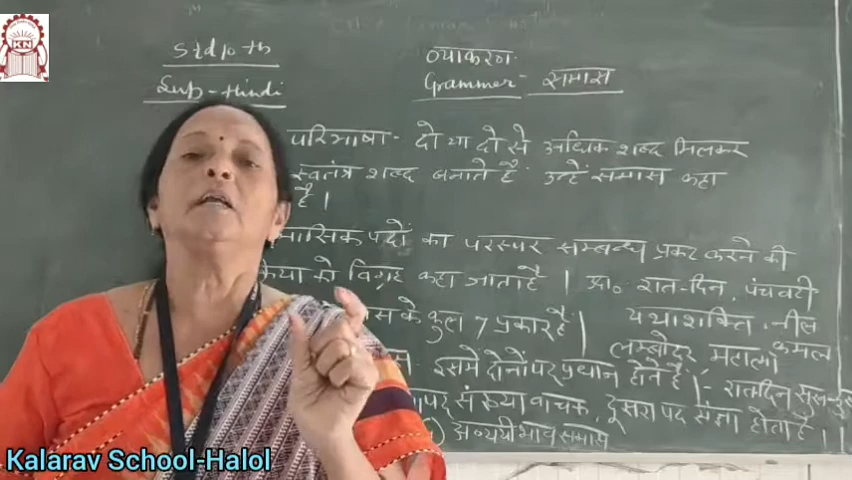 KN
Std 10 th
Sub - Hindi
व्याकरण
Grammer - समास
परिभाषा - दो या दो से अधिक शब्द मिलकर
स्वतंत्र शब्द बनाते है उन्हें समास कहा
है।
मासिक पदों का परस्पर सम्बन्ध प्रकट करने की
क्रिया को विग्रह कहा जाता है । उदा० रात-दिन, पंचवटी
के कुल 7 प्रकार है | यथाशक्ति, नील
लम्बोदर, महात्मा कमल
इसमे दोनों पद प्रधान होते है |- रातदिन
संख्या वाचक, दूसरा पद संज्ञा होता है ।
अव्ययीभाव समास
Kalarav School-Halol